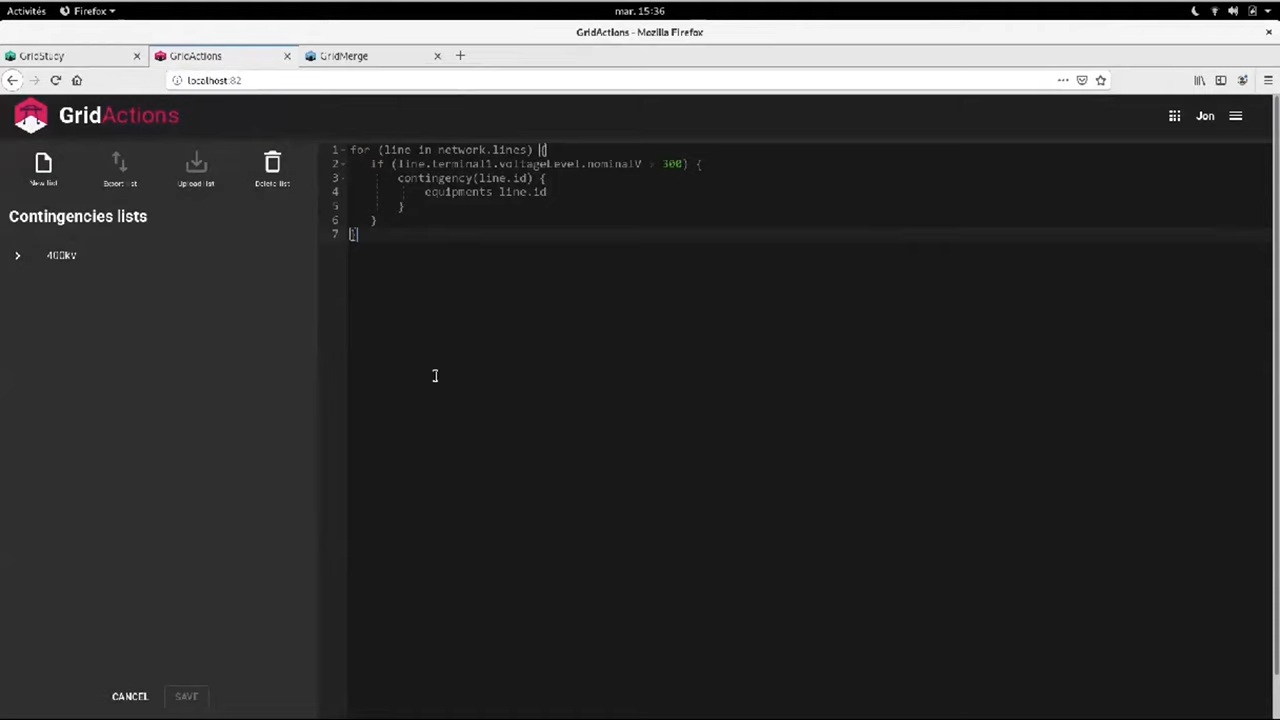 Activités Firefox mar. 15:36
GridActions - Mozilla Firefox
GridStudy GridActions GridMerge
localhost:82
GridActions Jon
New list Export list Upload list Delete list
Contingencies lists
400kv
1 for (line in network.lines) {
2 if (line.terminal1.voltageLevel.nominalV > 300) {
3 contingency(line.id) {
4 equipments line.id
5 }
6 }
7 }
CANCEL SAVE